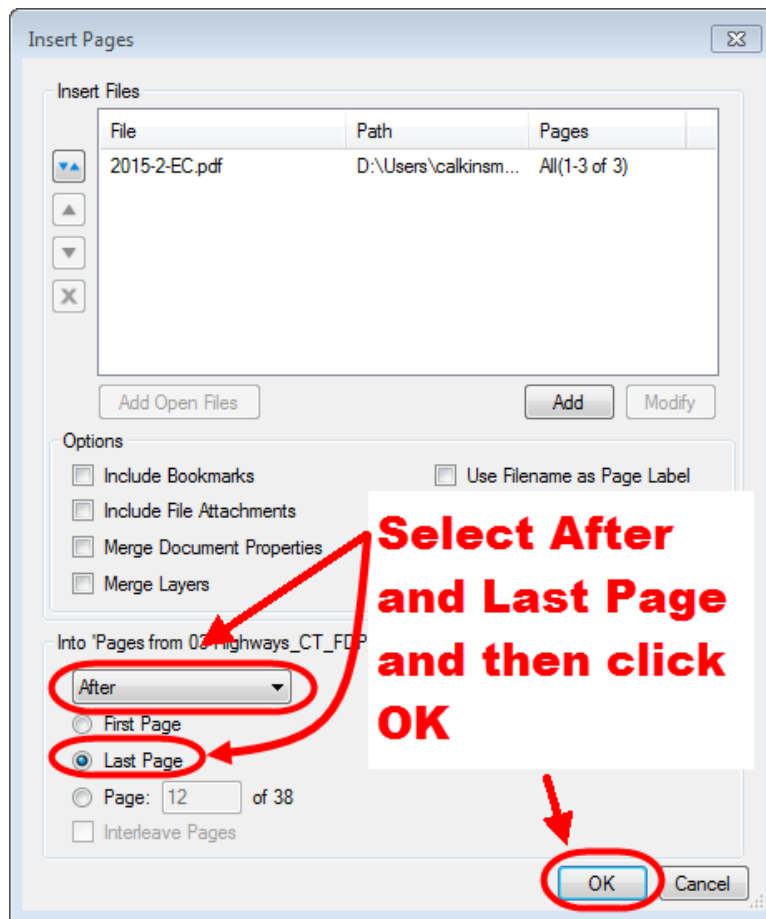 Insert Pages
Insert Files
File Path Pages
2015-2-EC.pdf D:\Users\calkinsm... All(1-3 of 3)
Add Open Files Add Modify
Options
Include Bookmarks Use Filename as Page Label
Include File Attachments
Merge Document Properties
Merge Layers
Select After
and Last Page
and then click
OK
Into 'Pages from 03 Highways_CT_FDP
After
First Page
Last Page
Page: 12 of 38
Interleave Pages
OK Cancel